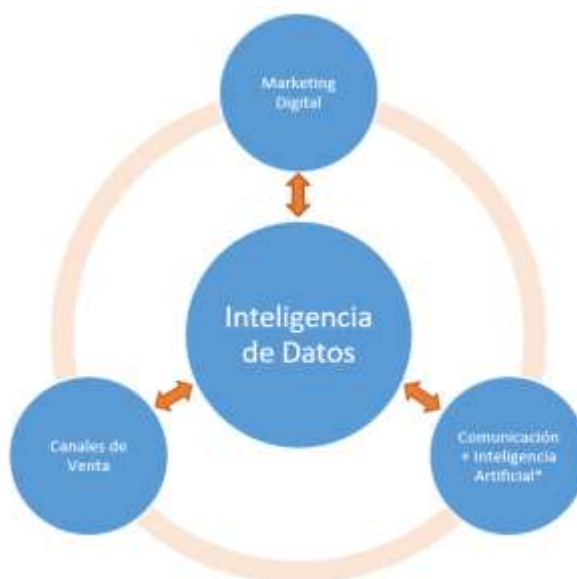 Marketing
Digital
Inteligencia
de Datos
Canales de
Venta
Comunicación
+ Inteligencia
Artificial*